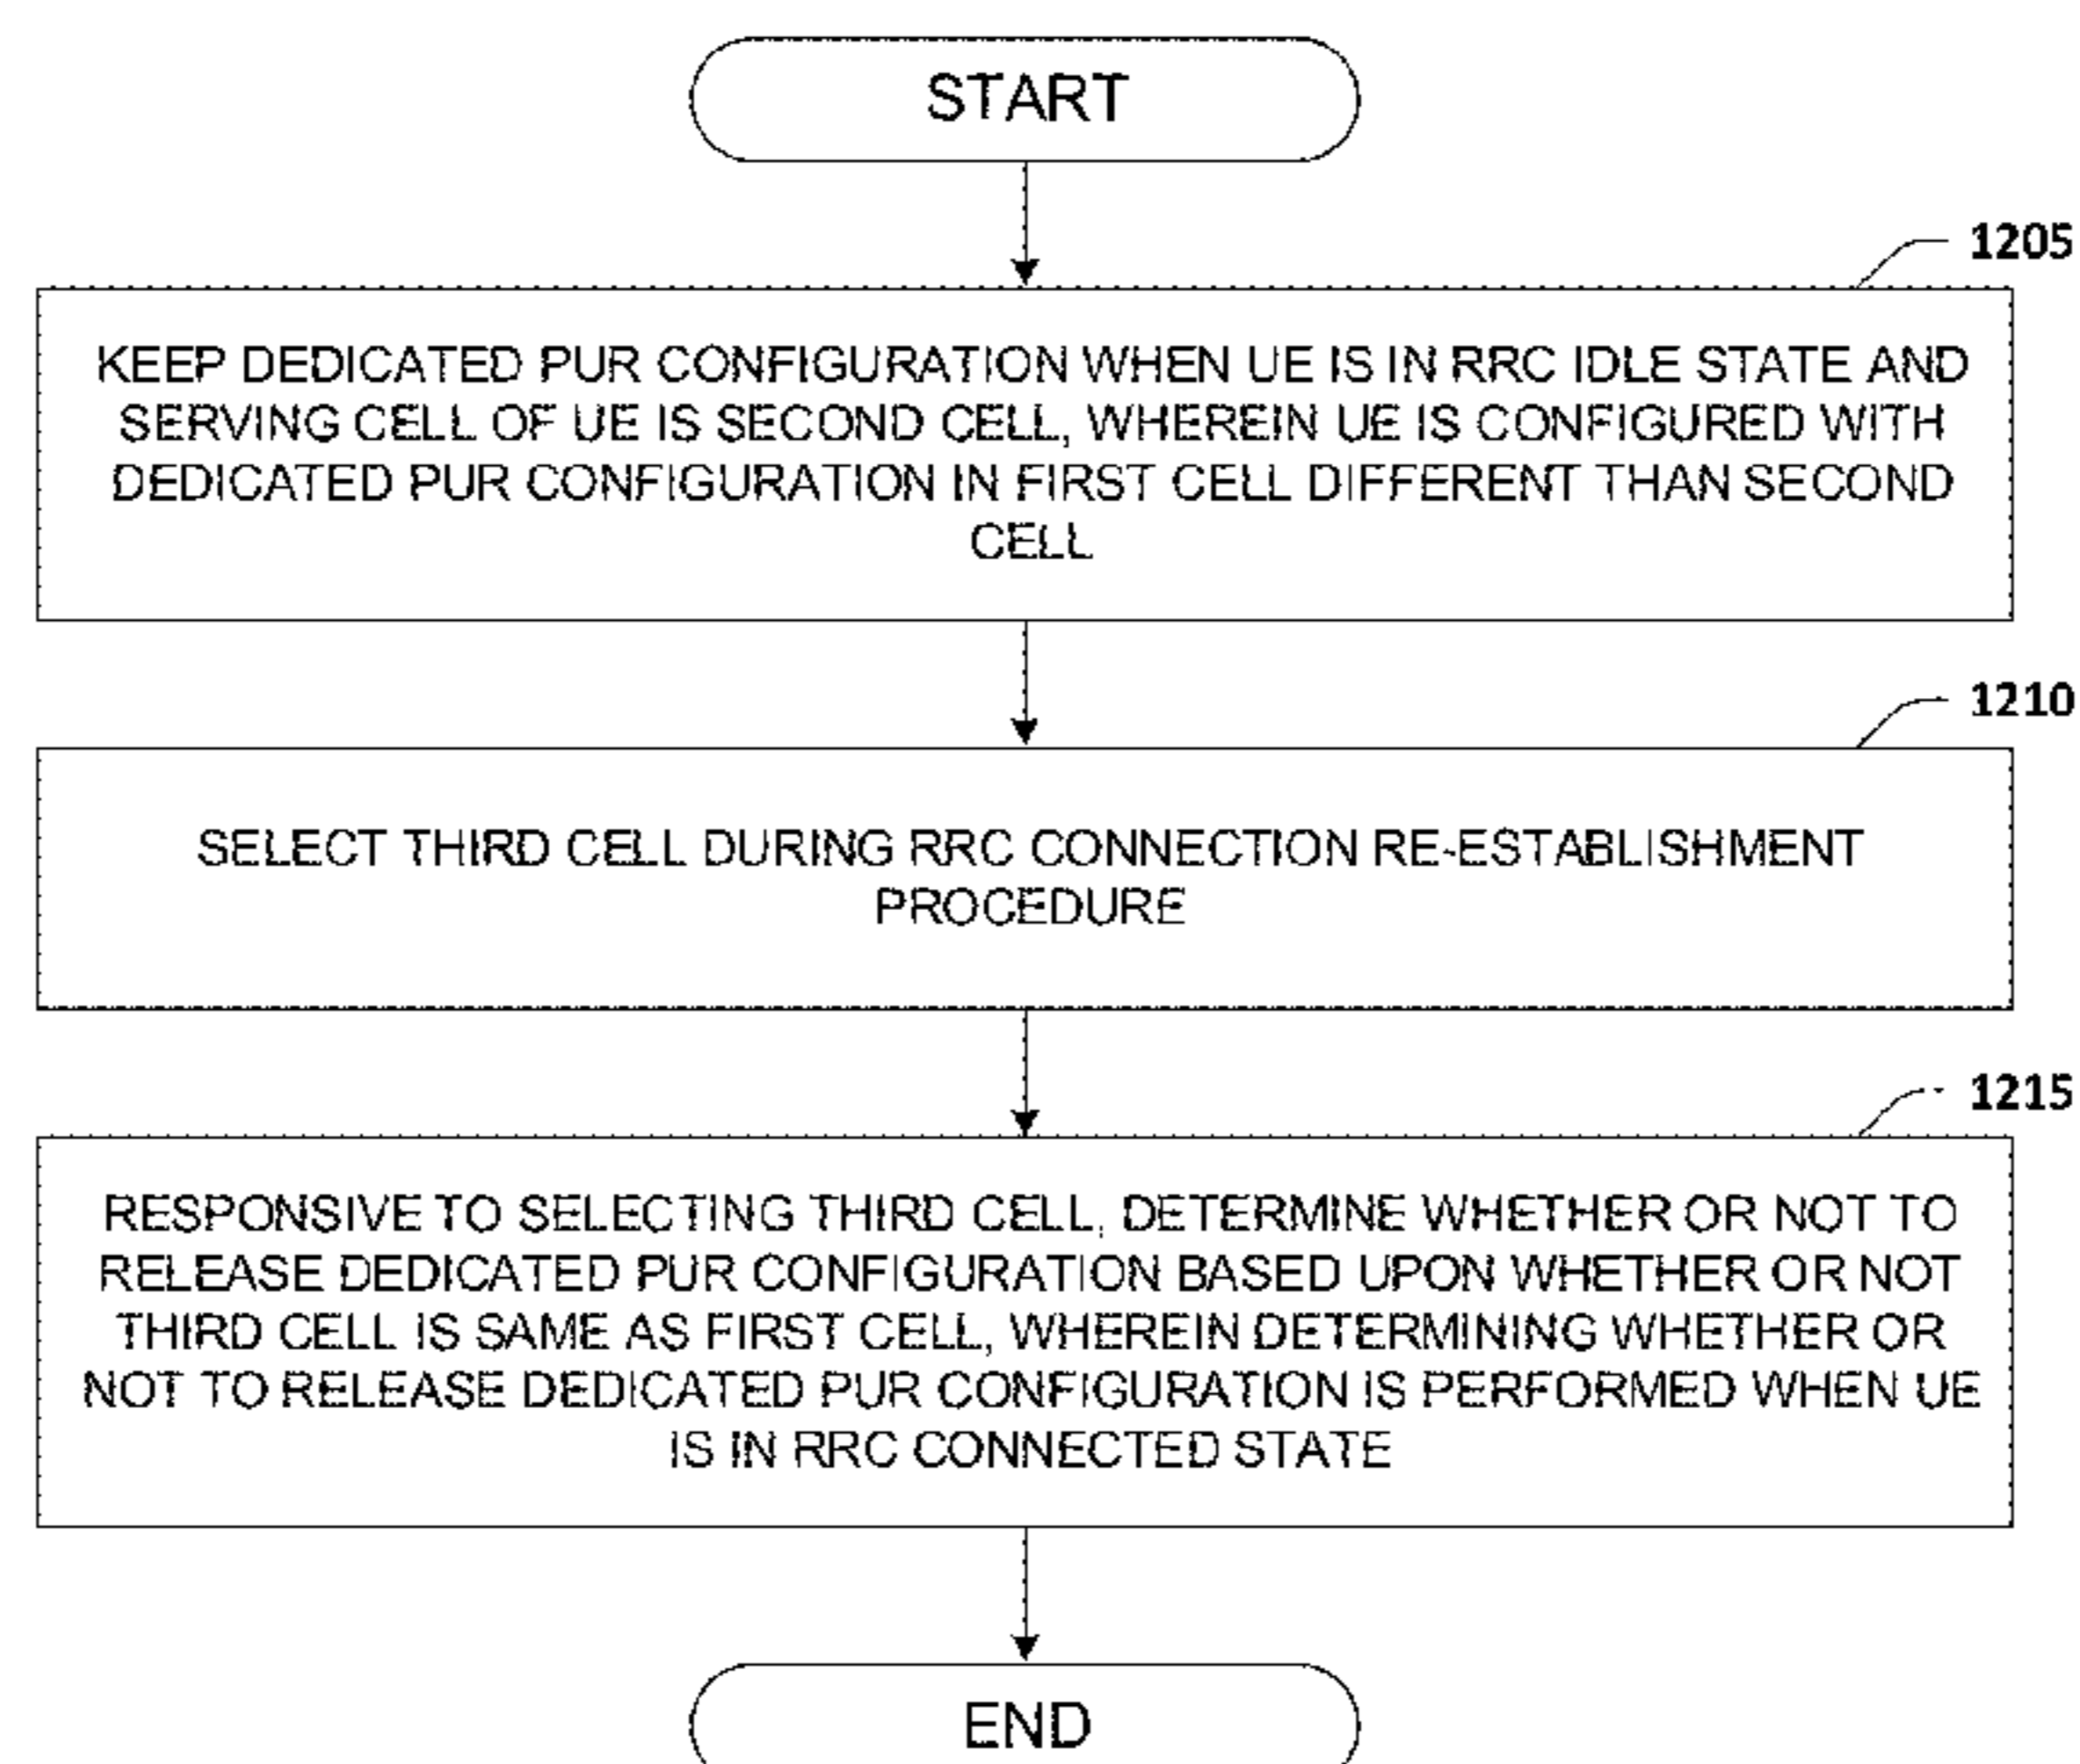 START
1205
KEEP DEDICATED PUR CONFIGURATION WHEN UE IS IN RRC IDLE STATE AND
SERVING CELL OF UE IS SECOND CELL, WHEREIN UE IS CONFIGURED WITH
DEDICATED PUR CONFIGURATION IN FIRST CELL DIFFERENT THAN SECOND
CELL
1210
SELECT THIRD CELL DURING RRC CONNECTION RE-ESTABLISHMENT
PROCEDURE
1215
RESPONSIVE TO SELECTING THIRD CELL, DETERMINE WHETHER OR NOT TO
RELEASE DEDICATED PUR CONFIGURATION BASED UPON WHETHER OR NOT
THIRD CELL IS SAME AS FIRST CELL, WHEREIN DETERMINING WHETHER OR
NOT TO RELEASE DEDICATED PUR CONFIGURATION IS PERFORMED WHEN UE
IS IN RRC CONNECTED STATE
END